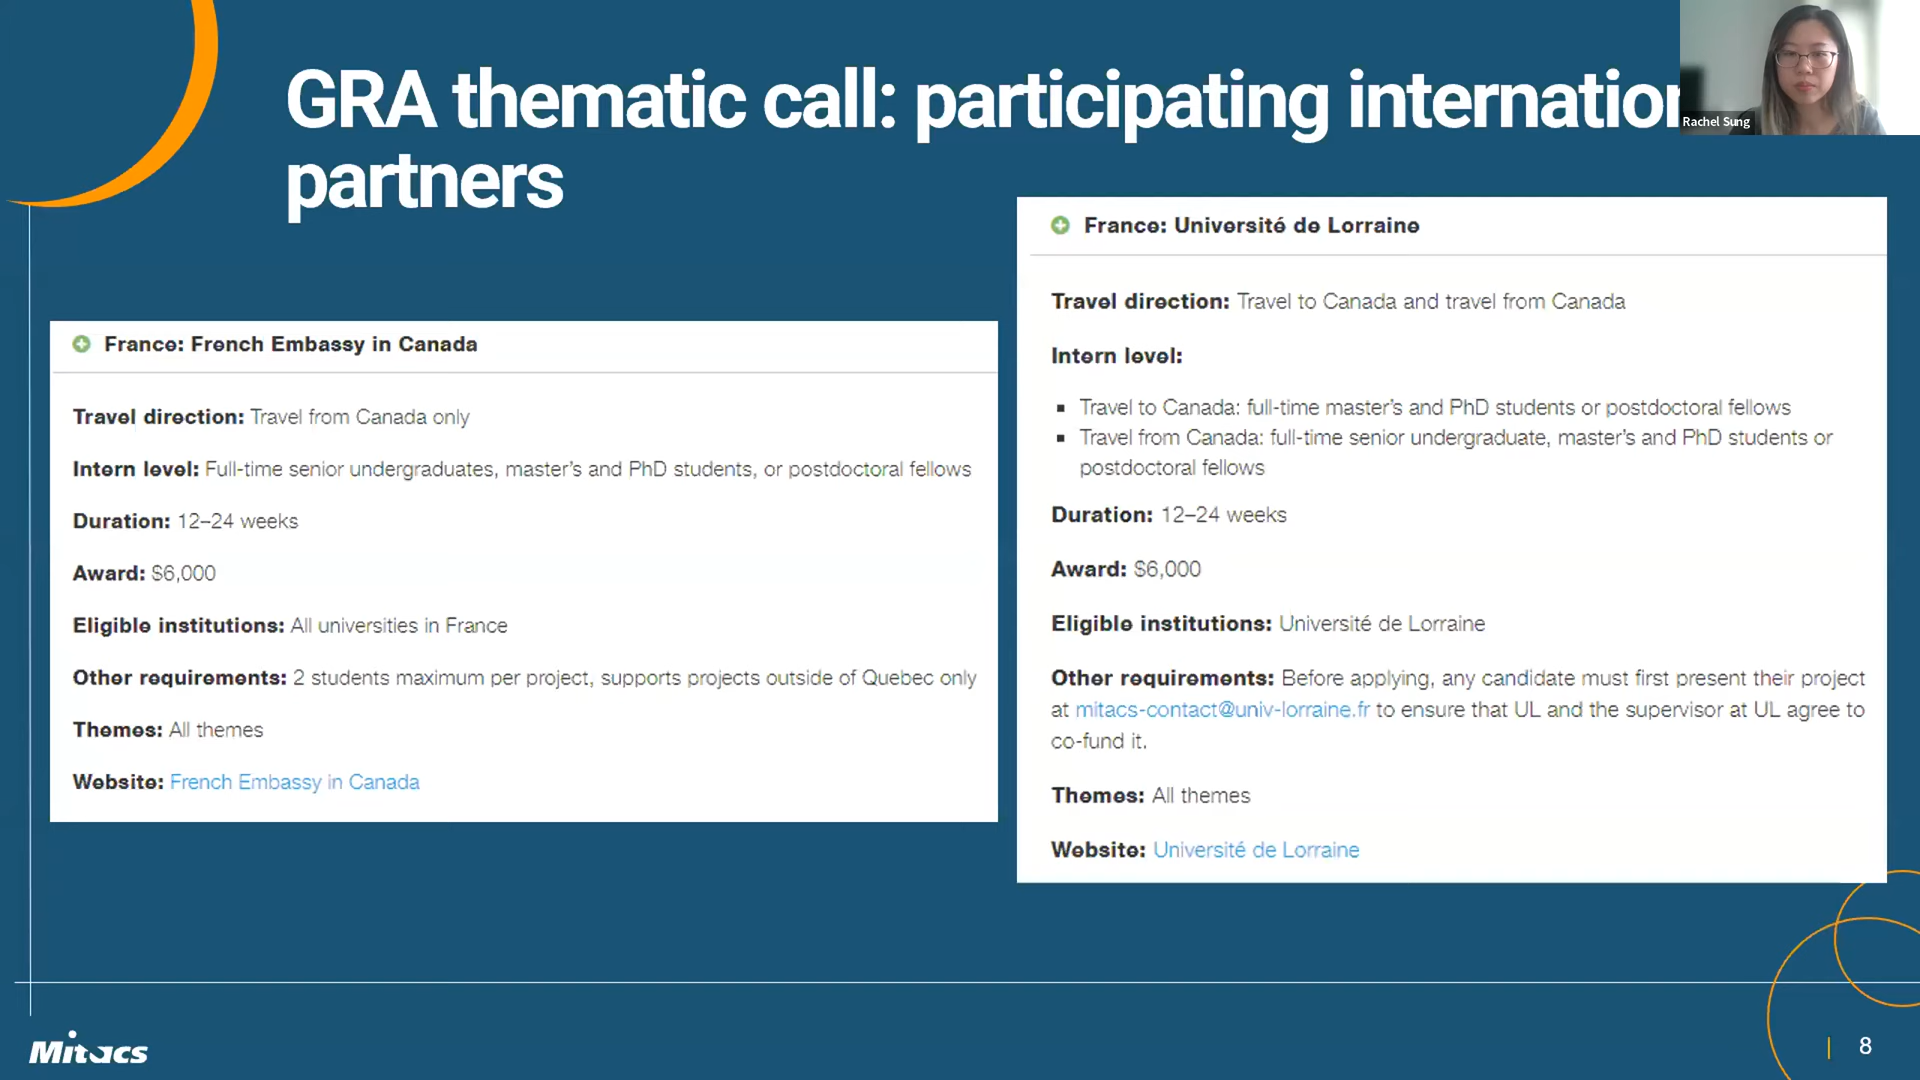 GRA thematic call: participating internation
partners
Rachel Sung
France: French Embassy in Canada
Travel direction: Travel from Canada only
Intern level: Full-time senior undergraduates, master's and PhD students, or postdoctoral fellows
Duration: 12–24 weeks
Award: $6,000
Eligible institutions: All universities in France
Other requirements: 2 students maximum per project, supports projects outside of Quebec only
Themes: All themes
Website: French Embassy in Canada
France: Université de Lorraine
Travel direction: Travel to Canada and travel from Canada
Intern level:
Travel to Canada: full-time master's and PhD students or postdoctoral fellows
Travel from Canada: full-time senior undergraduate, master's and PhD students or
postdoctoral fellows
Duration: 12–24 weeks
Award: $6,000
Eligible institutions: Université de Lorraine
Other requirements: Before applying, any candidate must first present their project
at mitacs-contact@univ-lorraine.fr to ensure that UL and the supervisor at UL agree to
co-fund it.
Themes: All themes
Website: Université de Lorraine
Mitacs
8